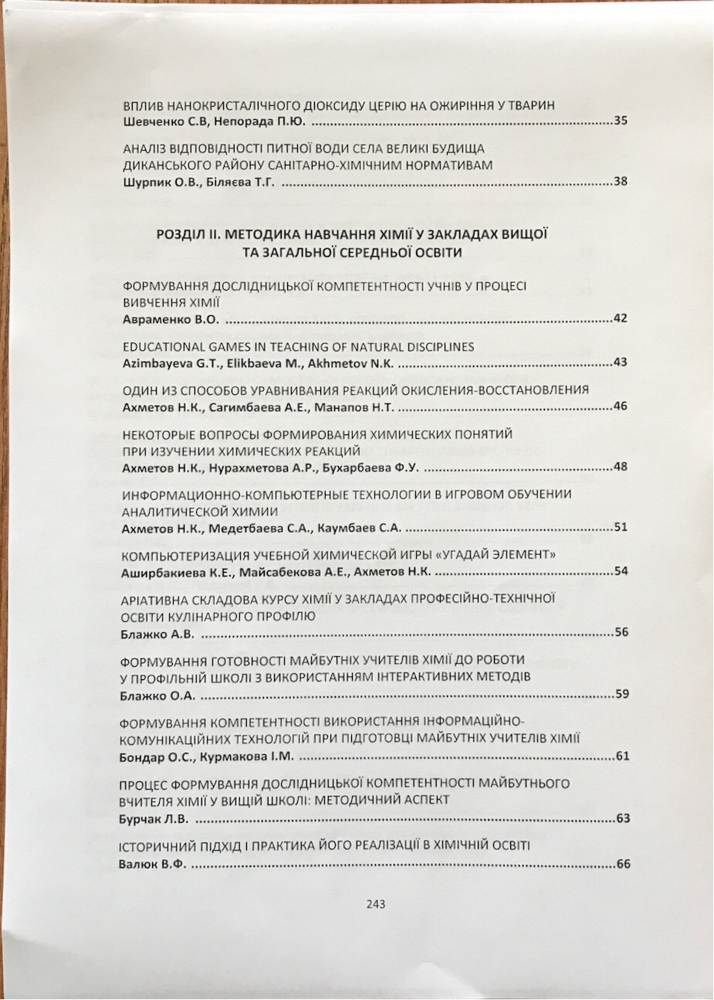 ВПЛИВ НАНОКРИСТАЛІЧНОГО ДІОКСИДУ ЦЕРІЮ НА ОЖИРІННЯ У ТВАРИН
Шевченко С.В, Непорада П.Ю. ....................35
АНАЛІЗ ВІДПОВІДНОСТІ ПИТНОЇ ВОДИ СЕЛА ВЕЛИКІ БУДИЩА
ДИКАНСЬКОГО РАЙОНУ САНІТАРНО-ХІМІЧНИМ НОРМАТИВАМ
Шурпик О.В., Біляєва Т.Г. ....................38
РОЗДІЛ ІІ. МЕТОДИКА НАВЧАННЯ ХІМІЇ У ЗАКЛАДАХ ВИЩОЇ
ТА ЗАГАЛЬНОЇ СЕРЕДНЬОЇ ОСВІТИ
ФОРМУВАННЯ ДОСЛІДНИЦЬКОЇ КОМПЕТЕНТНОСТІ УЧНІВ У ПРОЦЕСІ
ВИВЧЕННЯ ХІМІЇ
Авраменко В.О. ....................42
EDUCATIONAL GAMES IN TEACHING OF NATURAL DISCIPLINES
Azimbayeva G.T., Elikbaeva M., Akhmetov N.K. ....................43
ОДИН ИЗ СПОСОБОВ УРАВНИВАНИЯ РЕАКЦИЙ ОКИСЛЕНИЯ-ВОССТАНОВЛЕНИЯ
Ахметов Н.К., Сагимбаева А.Е., Манапов Н.Т. ....................46
НЕКОТОРЫЕ ВОПРОСЫ ФОРМИРОВАНИЯ ХИМИЧЕСКИХ ПОНЯТИЙ
ПРИ ИЗУЧЕНИИ ХИМИЧЕСКИХ РЕАКЦИЙ
Ахметов Н.К., Нурахметова А.Р., Бухарбаева Ф.У. ....................48
ИНФОРМАЦИОННО-КОМПЬЮТЕРНЫЕ ТЕХНОЛОГИИ В ИГРОВОМ ОБУЧЕНИИ
АНАЛИТИЧЕСКОЙ ХИМИИ
Ахметов Н.К., Медетбаева С.А., Каумбаев С.А. ....................51
КОМПЬЮТЕРИЗАЦИЯ УЧЕБНОЙ ХИМИЧЕСКОЙ ИГРЫ «УГАДАЙ ЭЛЕМЕНТ»
Аширбакиева К.Е., Майсабекова А.Е., Ахметов Н.К. ....................54
АРІАТИВНА СКЛАДОВА КУРСУ ХІМІЇ У ЗАКЛАДАХ ПРОФЕСІЙНО-ТЕХНІЧНОЇ
ОСВІТИ КУЛІНАРНОГО ПРОФІЛЮ
Блажко А.В. ....................56
ФОРМУВАННЯ ГОТОВНОСТІ МАЙБУТНІХ УЧИТЕЛІВ ХІМІЇ ДО РОБОТИ
У ПРОФІЛЬНІЙ ШКОЛІ З ВИКОРИСТАННЯМ ІНТЕРАКТИВНИХ МЕТОДІВ
Блажко О.А. ....................59
ФОРМУВАННЯ КОМПЕТЕНТНОСТІ ВИКОРИСТАННЯ ІНФОРМАЦІЙНО-
КОМУНІКАЦІЙНИХ ТЕХНОЛОГІЙ ПРИ ПІДГОТОВЦІ МАЙБУТНІХ УЧИТЕЛІВ ХІМІЇ
Бондар О.С., Курмакова І.М. ....................61
ПРОЦЕС ФОРМУВАННЯ ДОСЛІДНИЦЬКОЇ КОМПЕТЕНТНОСТІ МАЙБУТНЬОГО
ВЧИТЕЛЯ ХІМІЇ У ВИЩІЙ ШКОЛІ: МЕТОДИЧНИЙ АСПЕКТ
Бурчак Л.В. ....................63
ІСТОРИЧНИЙ ПІДХІД І ПРАКТИКА ЙОГО РЕАЛІЗАЦІЇ В ХІМІЧНІЙ ОСВІТІ
Валюк В.Ф. ....................66
243